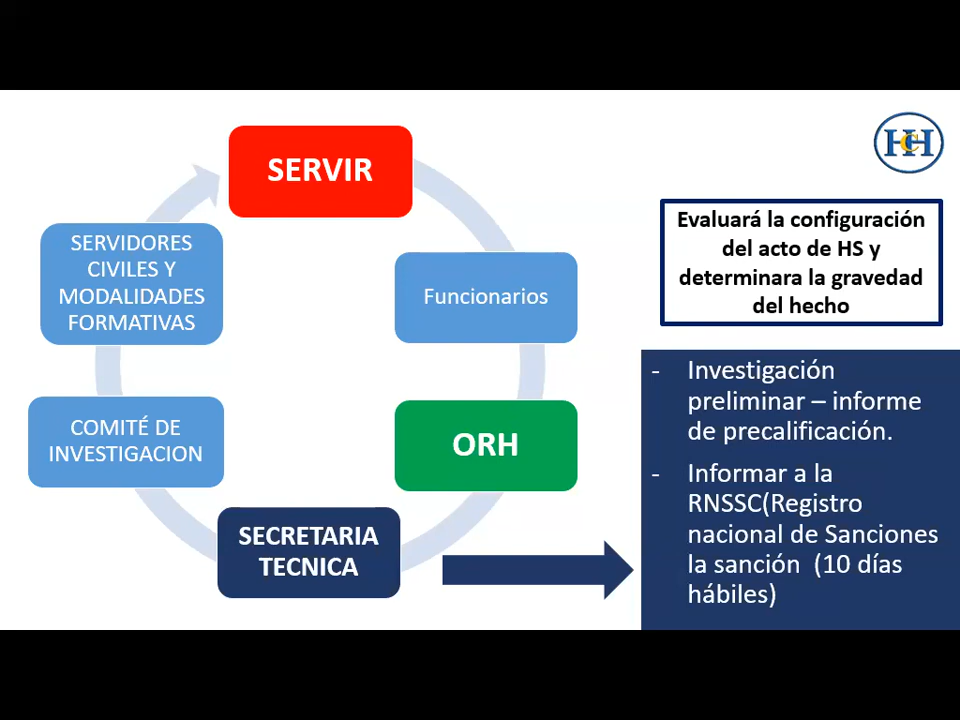 SERVIR
HCH
Funcionarios
ORH
SECRETARIA
TECNICA
COMITÉ DE
INVESTIGACION
SERVIDORES
CIVILES Y
MODALIDADES
FORMATIVAS
Evaluará la configuración
del acto de HS y
determinara la gravedad
del hecho
- Investigación
preliminar – informe
de precalificación.
- Informar a la
RNSSC(Registro
nacional de Sanciones
la sanción (10 días
hábiles)